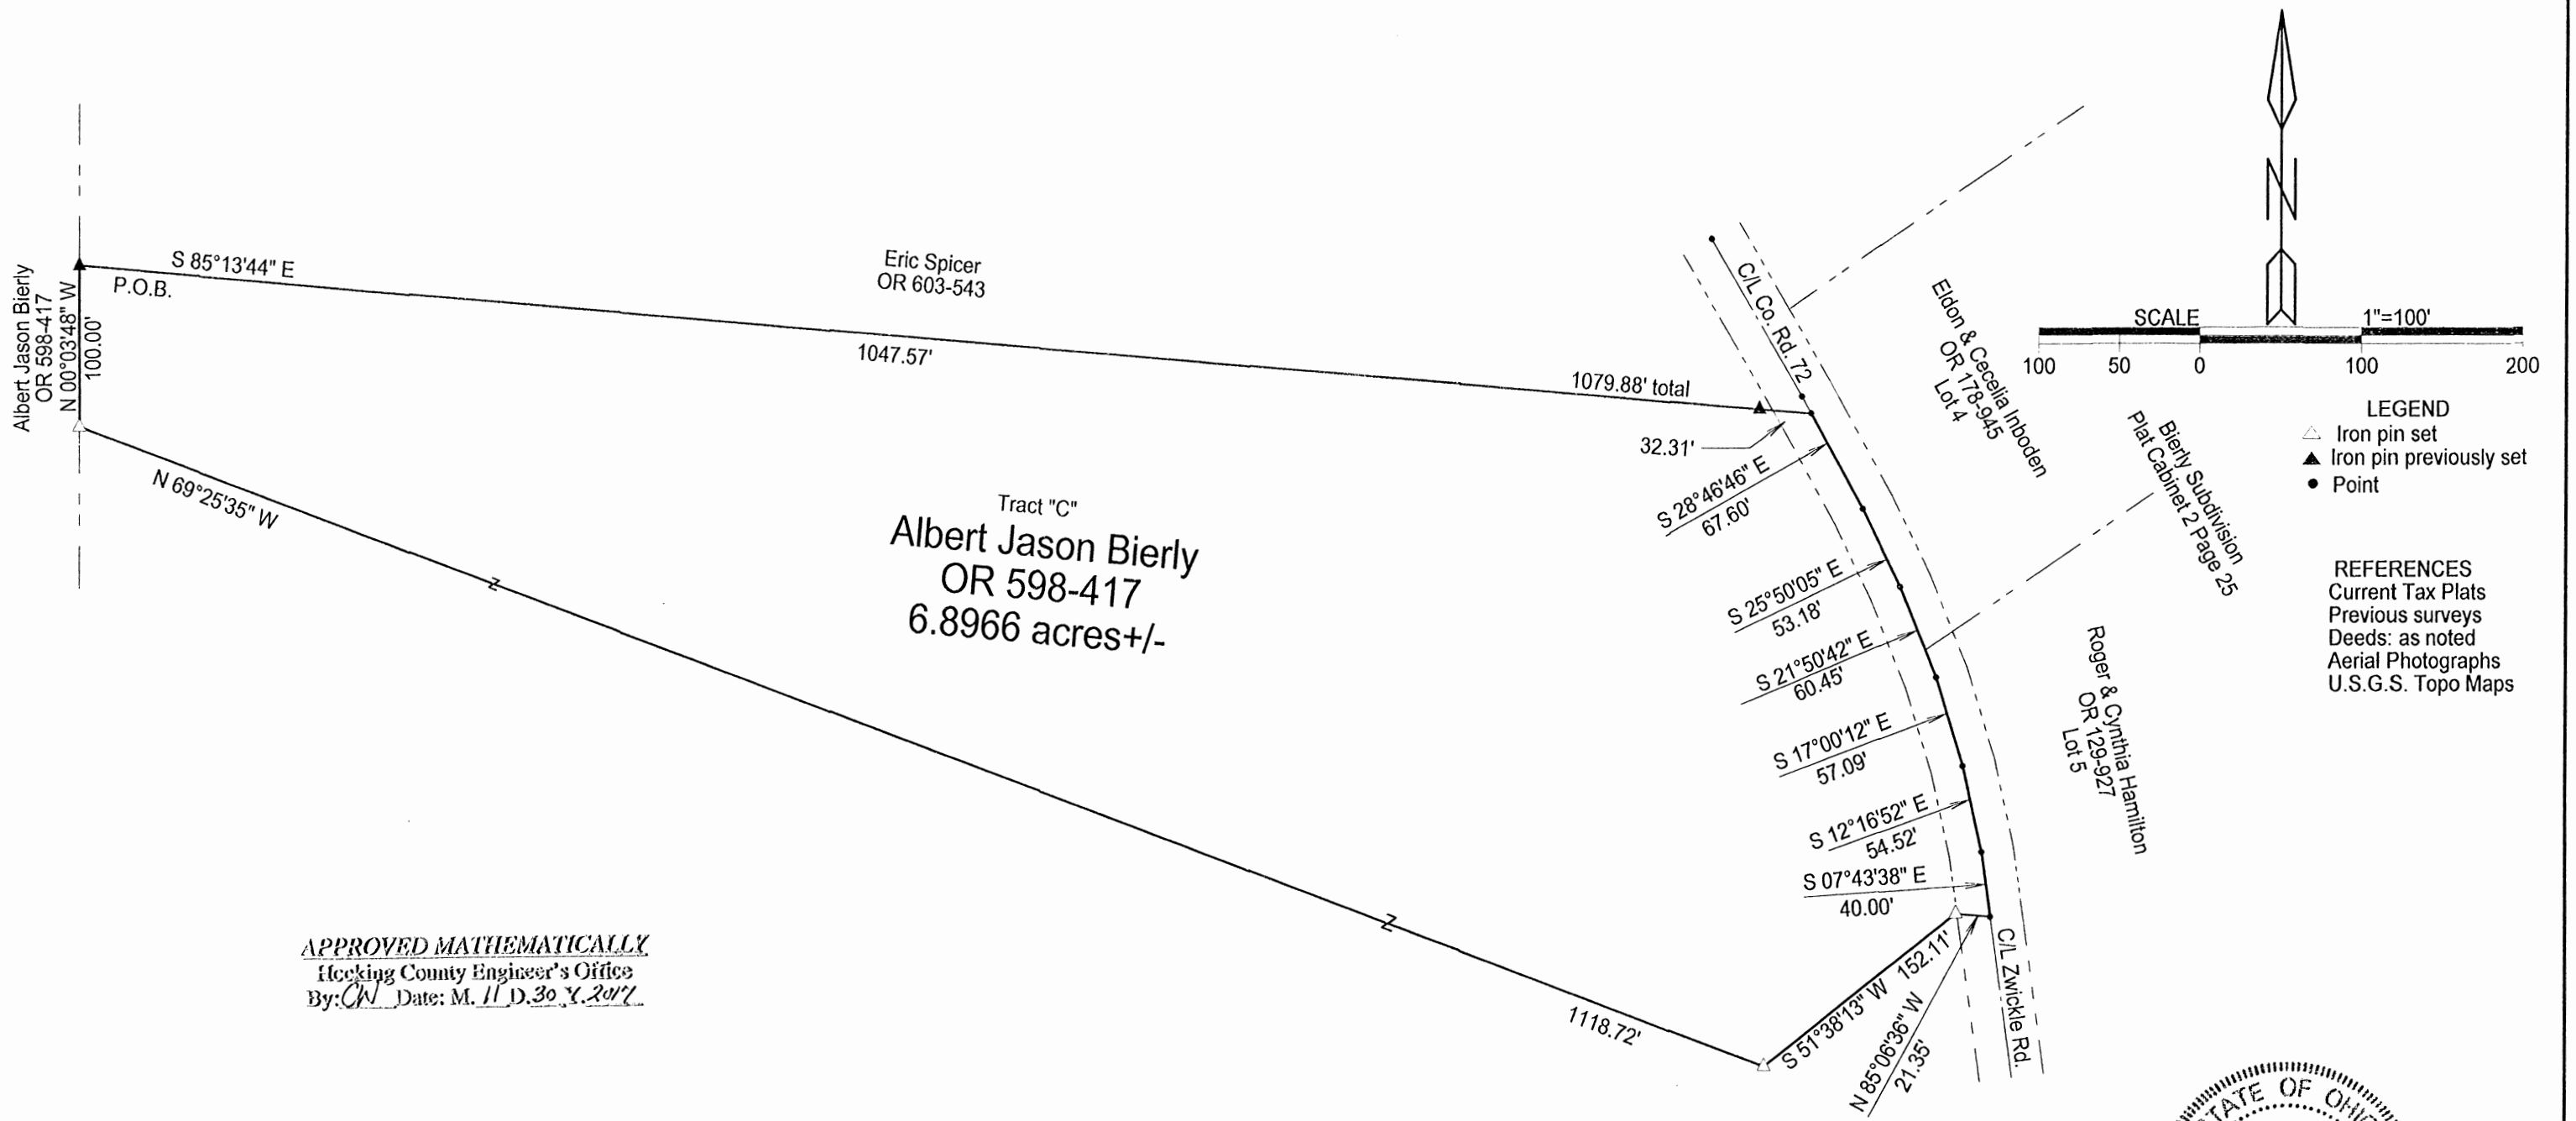 Albert Jason Bierly
OR 598-417
N 00°03'48" W
100.00'
S 85°13'44" E
P.O.B.
Eric Spicer
OR 603-543
1047.57'
1079.88' total
32.31'
C/L Co. Rd. 72
N 69°25'35" W
Tract "C"
Albert Jason Bierly
OR 598-417
6.8966 acres+/-
S 28°46'46" E
67.60'
S 25°50'05" E
53.18'
S 21°50'42" E
60.45'
S 17°00'12" E
57.09'
S 12°16'52" E
54.52'
S 07°43'38" E
40.00'
1118.72'
S 51°38'13" W 152.11'
N 85°06'36" W
21.35'
C/L Zwickle Rd.
Eldon & Cecelia Inboden
OR 178-945
Lot 4
Bierly Subdivision
Plat Cabinet 2 Page 25
Roger & Cynthia Hamilton
OR 129-927
Lot 5
N
SCALE 1"=100'
100 50 0 100 200
LEGEND
Iron pin set
Iron pin previously set
Point
REFERENCES
Current Tax Plats
Previous surveys
Deeds: as noted
Aerial Photographs
U.S.G.S. Topo Maps
APPROVED MATHEMATICALLY
Hocking County Engineer's Office
By: CW Date: M. 11 D. 30 Y. 2017
STATE OF OHIO